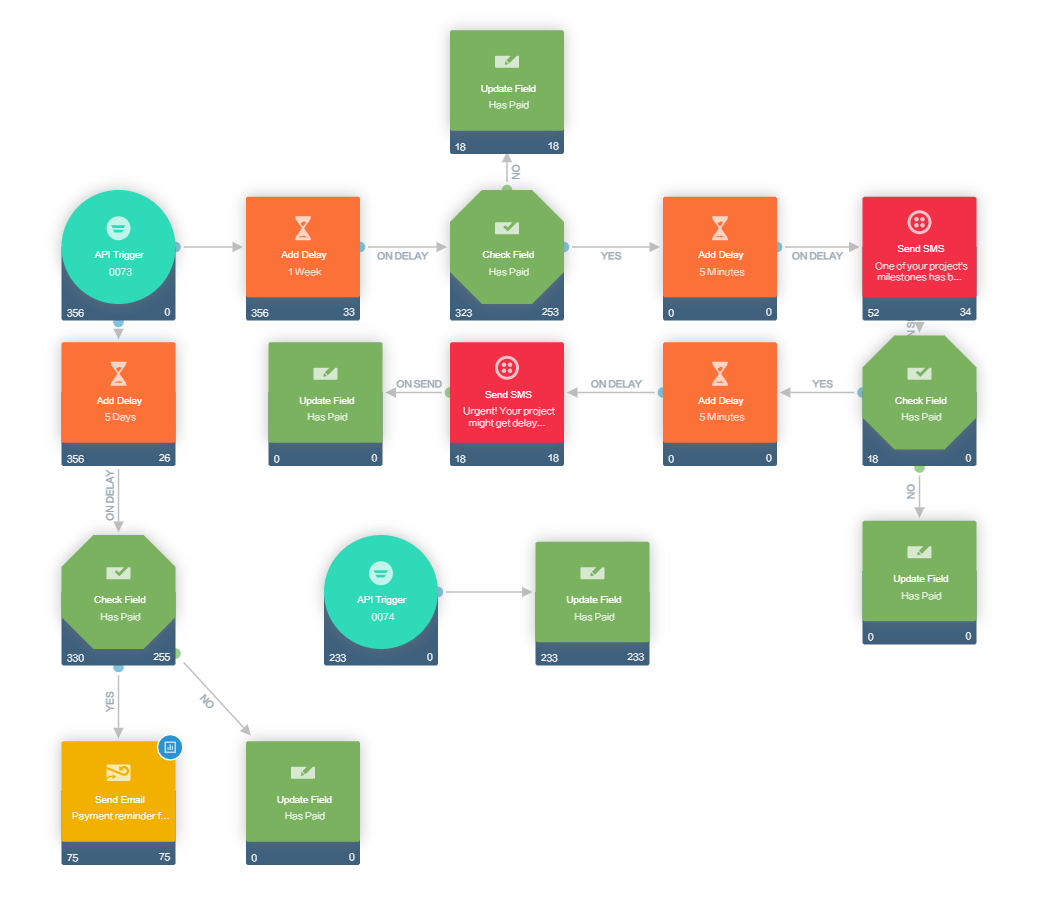 Update Field
Has Paid
18 18
NO
API Trigger
0073
356 0
Add Delay
1 Week
356 33
ON DELAY
Check Field
Has Paid
323 253
YES
Add Delay
5 Minutes
0 0
ON DELAY
Send SMS
One of your project's
milestones has b...
52 34
Add Delay
5 Days
356 26
Update Field
Has Paid
0 0
ON SEND
Send SMS
Urgent! Your project
might get delay...
18 18
ON DELAY
Add Delay
5 Minutes
0 0
YES
Check Field
Has Paid
18 0
ON DELAY
NO
Check Field
Has Paid
330 255
API Trigger
0074
233 0
Update Field
Has Paid
233 233
Update Field
Has Paid
0 0
YES
NO
Send Email
Payment reminder f...
75 75
Update Field
Has Paid
0 0